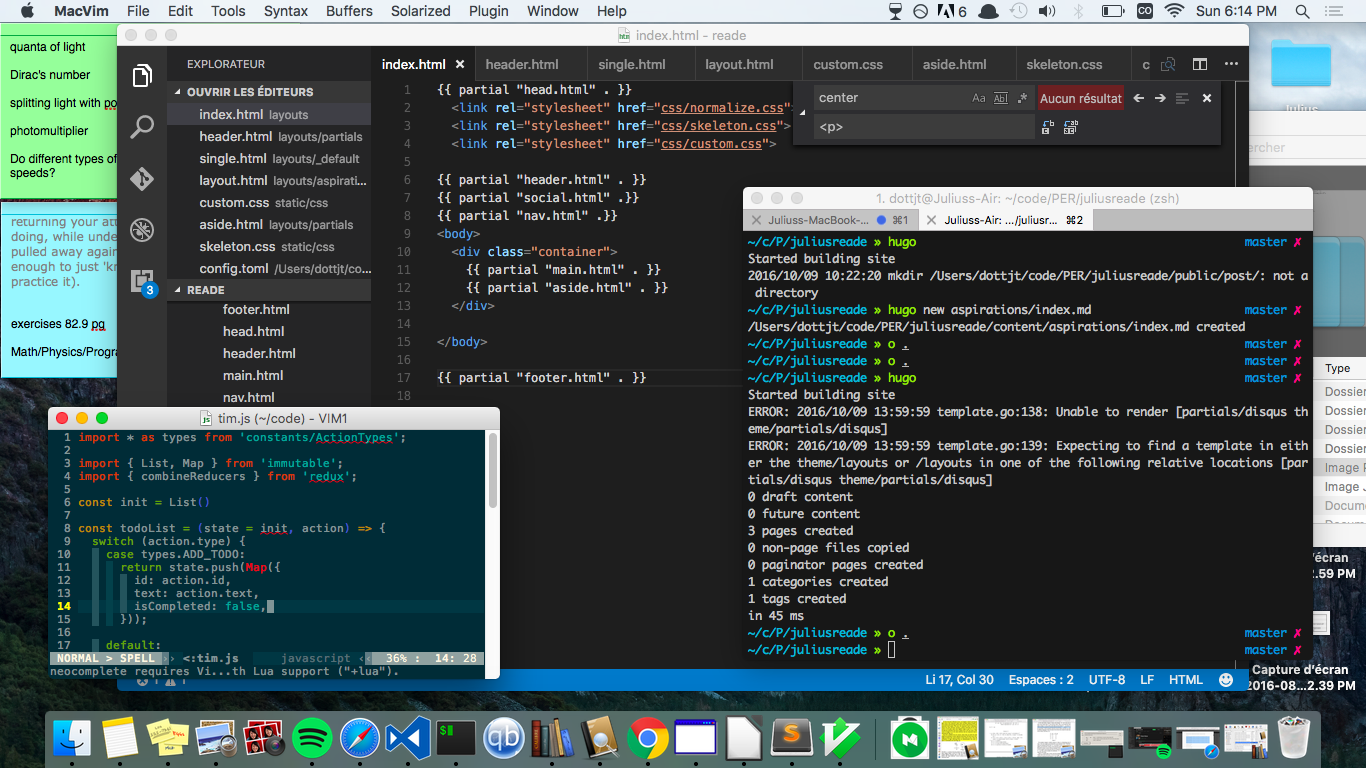 MacVim File Edit Tools Syntax Buffers Solarized Plugin Window Help
6 Sun 6:14 PM
quanta of light
Dirac's number
splitting light with po
photomultiplier
Do different types of
speeds?
returning your att
doing, while unde
pulled away again
enough to just 'k
practice it).
exercises 82.9 pg
Math/Physics/Progra
index.html - reade
EXPLORATEUR
OUVRIR LES ÉDITEURS
index.html layouts
header.html layouts/partials
single.html layouts/_default
layout.html layouts/aspirati...
custom.css static/css
aside.html layouts/partials
skeleton.css static/css
config.toml /Users/dottjt/co...
READE
footer.html
head.html
header.html
main.html
nav.html
3
index.html header.html single.html layout.html custom.css aside.html skeleton.css c
center Aa Abl .* Aucun résultat
<p>
1 {{ partial "head.html" . }}
2 <link rel="stylesheet" href="css/normalize.css"
3 <link rel="stylesheet" href="css/skeleton.css">
4 <link rel="stylesheet" href="css/custom.css">
5
6 {{ partial "header.html" . }}
7 {{ partial "social.html" .}}
8 {{ partial "nav.html" .}}
9 <body>
10 <div class="container">
11 {{ partial "main.html" . }}
12 {{ partial "aside.html" . }}
13 </div>
14
15 </body>
16
17 {{ partial "footer.html" . }}
18
1. dottjt@Juliuss-Air: ~/code/PER/juliusreade (zsh)
Juliuss-MacBook-... ⌘1 Juliuss-Air: .../juliusr... ⌘2
~/c/P/juliusreade » hugo master ✗
Started building site
2016/10/09 10:22:20 mkdir /Users/dottjt/code/PER/juliusreade/public/post/: not a
directory
~/c/P/juliusreade » hugo new aspirations/index.md master ✗
/Users/dottjt/code/PER/juliusreade/content/aspirations/index.md created
~/c/P/juliusreade » o . master ✗
~/c/P/juliusreade » o . master ✗
~/c/P/juliusreade » hugo master ✗
Started building site
ERROR: 2016/10/09 13:59:59 template.go:138: Unable to render [partials/disqus th
eme/partials/disqus]
ERROR: 2016/10/09 13:59:59 template.go:139: Expecting to find a template in eith
er the theme/layouts or /layouts in one of the following relative locations [par
tials/disqus theme/partials/disqus]
0 draft content
0 future content
3 pages created
0 non-page files copied
0 paginator pages created
1 categories created
1 tags created
in 45 ms
~/c/P/juliusreade » o . master ✗
~/c/P/juliusreade » master ✗
tim.js (~/code) - VIM1
1 import * as types from 'constants/ActionTypes';
2
3 import { List, Map } from 'immutable';
4 import { combineReducers } from 'redux';
5
6 const init = List()
7
8 const todoList = (state = init, action) => {
9 switch (action.type) {
10 case types.ADD_TODO:
11 return state.push(Map({
12 id: action.id,
13 text: action.text,
14 isCompleted: false,
15 }));
16
17 default:
NORMAL > SPELL <:tim.js javascript 36% : 14: 28
neocomplete requires Vi...th Lua support ("+lua").
Li 17, Col 30 Espaces : 2 UTF-8 LF HTML
Julius
ercher
Type
Dossier
Dossier
Dossier
Dossier
Image P
Image J
Docume
Docume
d'écran
2.59 PM
Capture d'écran
2016-08...2.39 PM